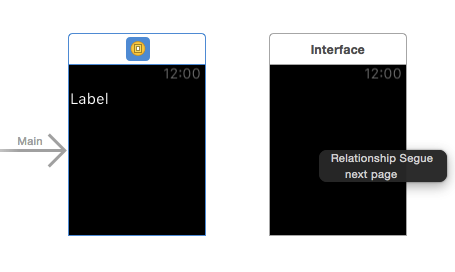 Interface
12:00
12:00
Label
Main
Relationship Segue
next page